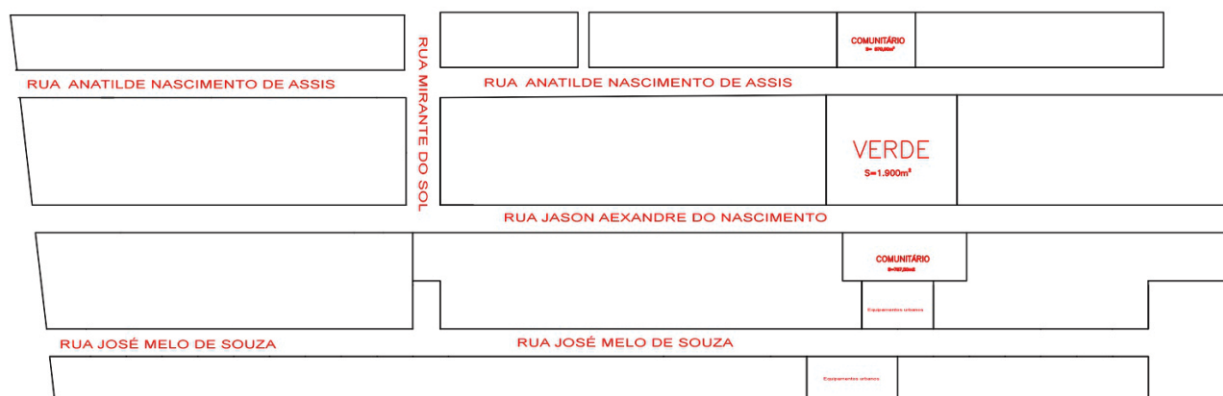 COMUNITÁRIO
RUA ANATILDE NASCIMENTO DE ASSIS
RUA MIRANTE DO SOL
RUA ANATILDE NASCIMENTO DE ASSIS
VERDE
S=1.900m²
RUA JASON AEXANDRE DO NASCIMENTO
COMUNITÁRIO
Equipamentos urbanos
RUA JOSÉ MELO DE SOUZA
RUA JOSÉ MELO DE SOUZA
Equipamentos urbanos